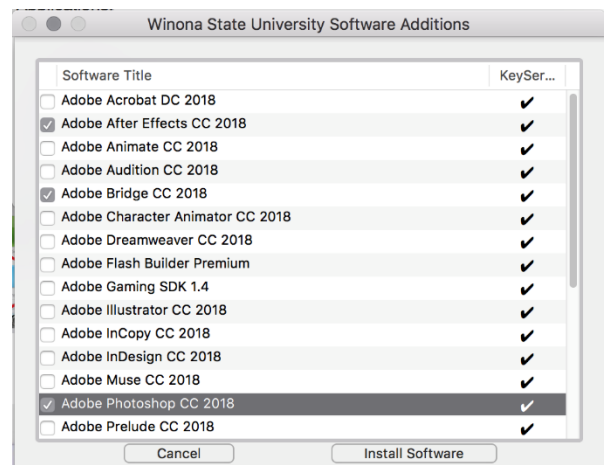 Winona State University Software Additions
Software Title KeySer...
Adobe Acrobat DC 2018 ✔
Adobe After Effects CC 2018 ✔
Adobe Animate CC 2018 ✔
Adobe Audition CC 2018 ✔
Adobe Bridge CC 2018 ✔
Adobe Character Animator CC 2018 ✔
Adobe Dreamweaver CC 2018 ✔
Adobe Flash Builder Premium ✔
Adobe Gaming SDK 1.4 ✔
Adobe Illustrator CC 2018 ✔
Adobe InCopy CC 2018 ✔
Adobe InDesign CC 2018 ✔
Adobe Muse CC 2018 ✔
Adobe Photoshop CC 2018 ✔
Adobe Prelude CC 2018 ✔
Cancel Install Software